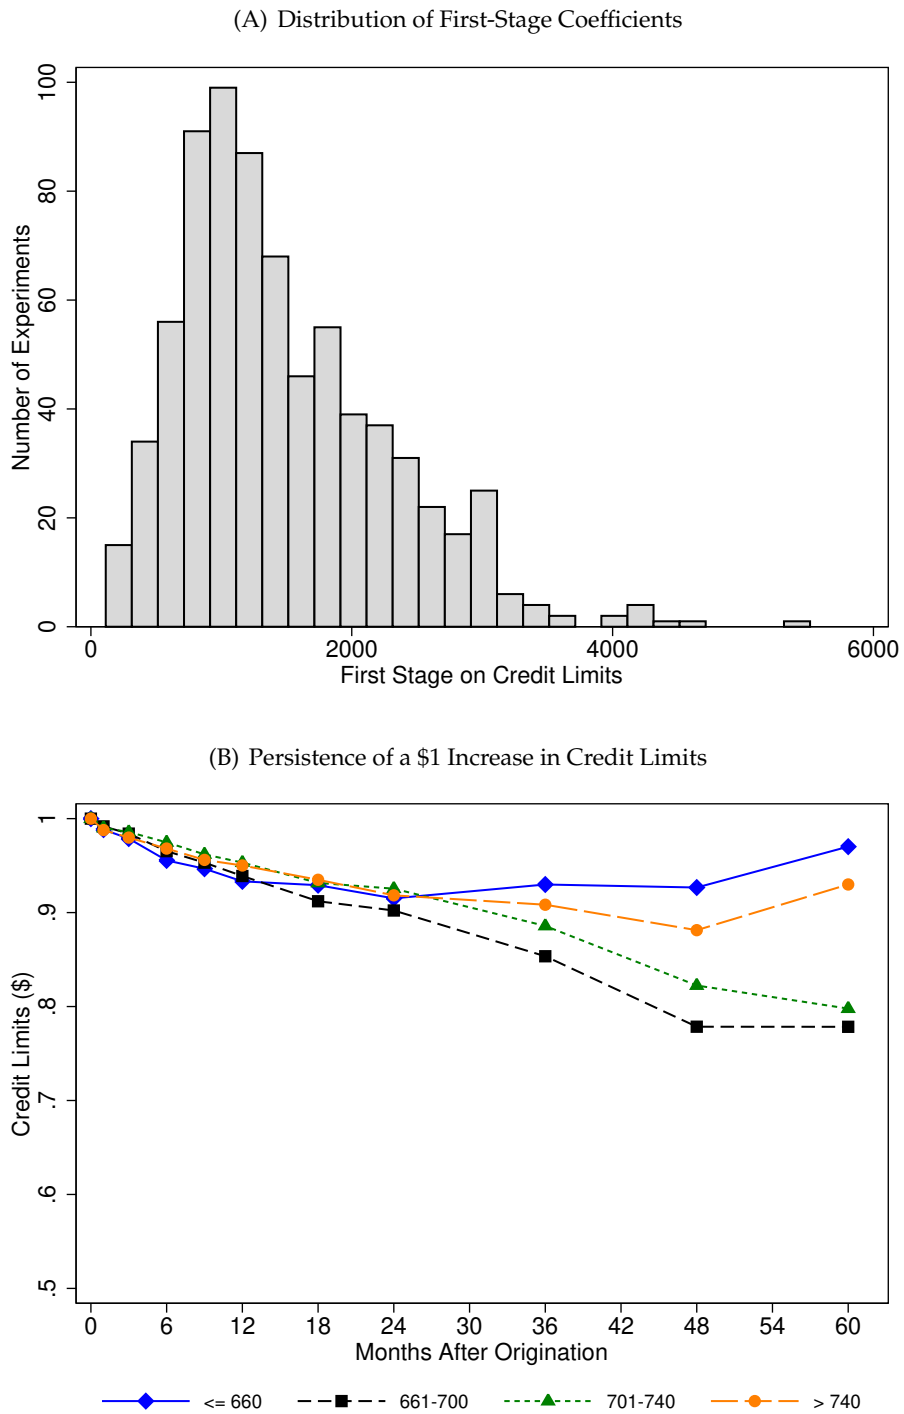 (A) Distribution of First-Stage Coefficients
100
80
60
40
20
0
Number of Experiments
0 2000 4000 6000
First Stage on Credit Limits
(B) Persistence of a $1 Increase in Credit Limits
1
.9
.8
.7
.6
.5
Credit Limits ($)
0 6 12 18 24 30 36 42 48 54 60
Months After Origination
<= 660 661-700 701-740 > 740